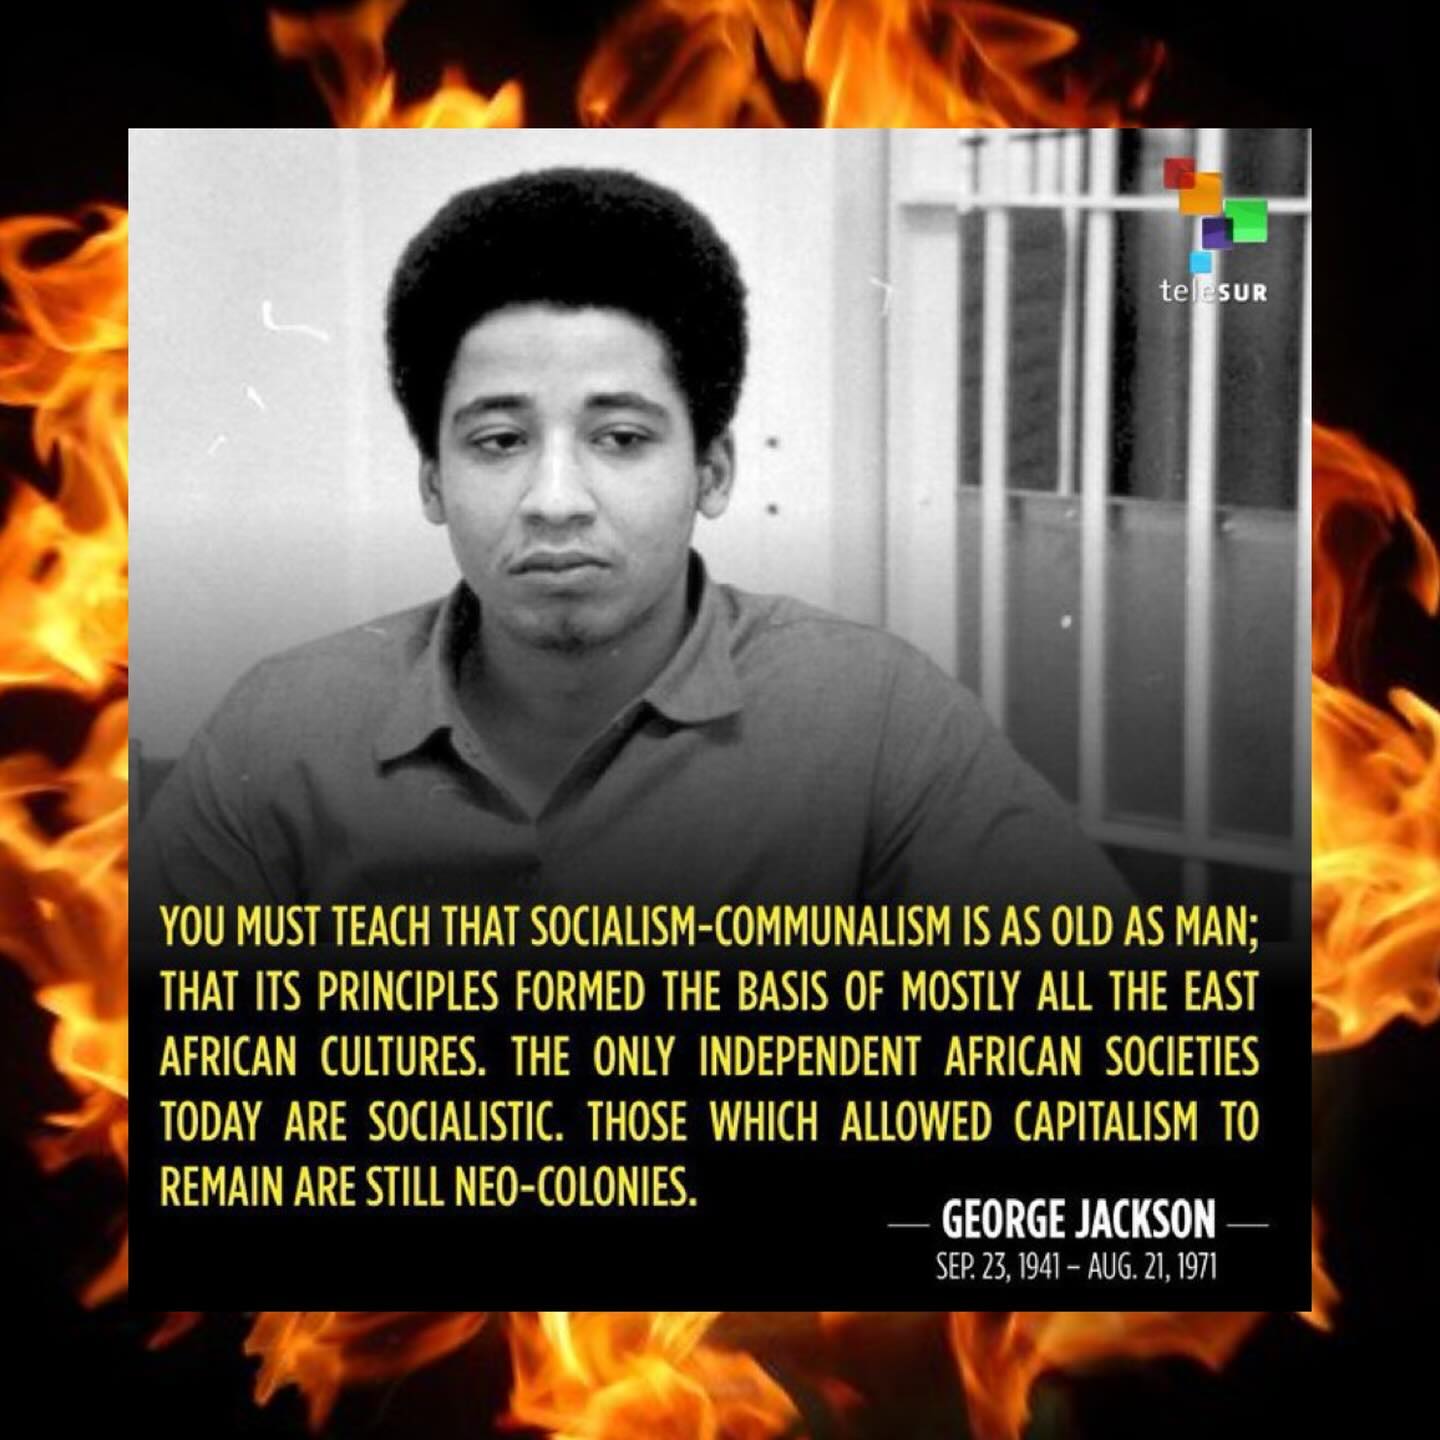 teleSUR
YOU MUST TEACH THAT SOCIALISM-COMMUNALISM IS AS OLD AS MAN;
THAT ITS PRINCIPLES FORMED THE BASIS OF MOSTLY ALL THE EAST
AFRICAN CULTURES. THE ONLY INDEPENDENT AFRICAN SOCIETIES
TODAY ARE SOCIALISTIC. THOSE WHICH ALLOWED CAPITALISM TO
REMAIN ARE STILL NEO-COLONIES.
— GEORGE JACKSON —
SEP. 23, 1941 – AUG. 21, 1971